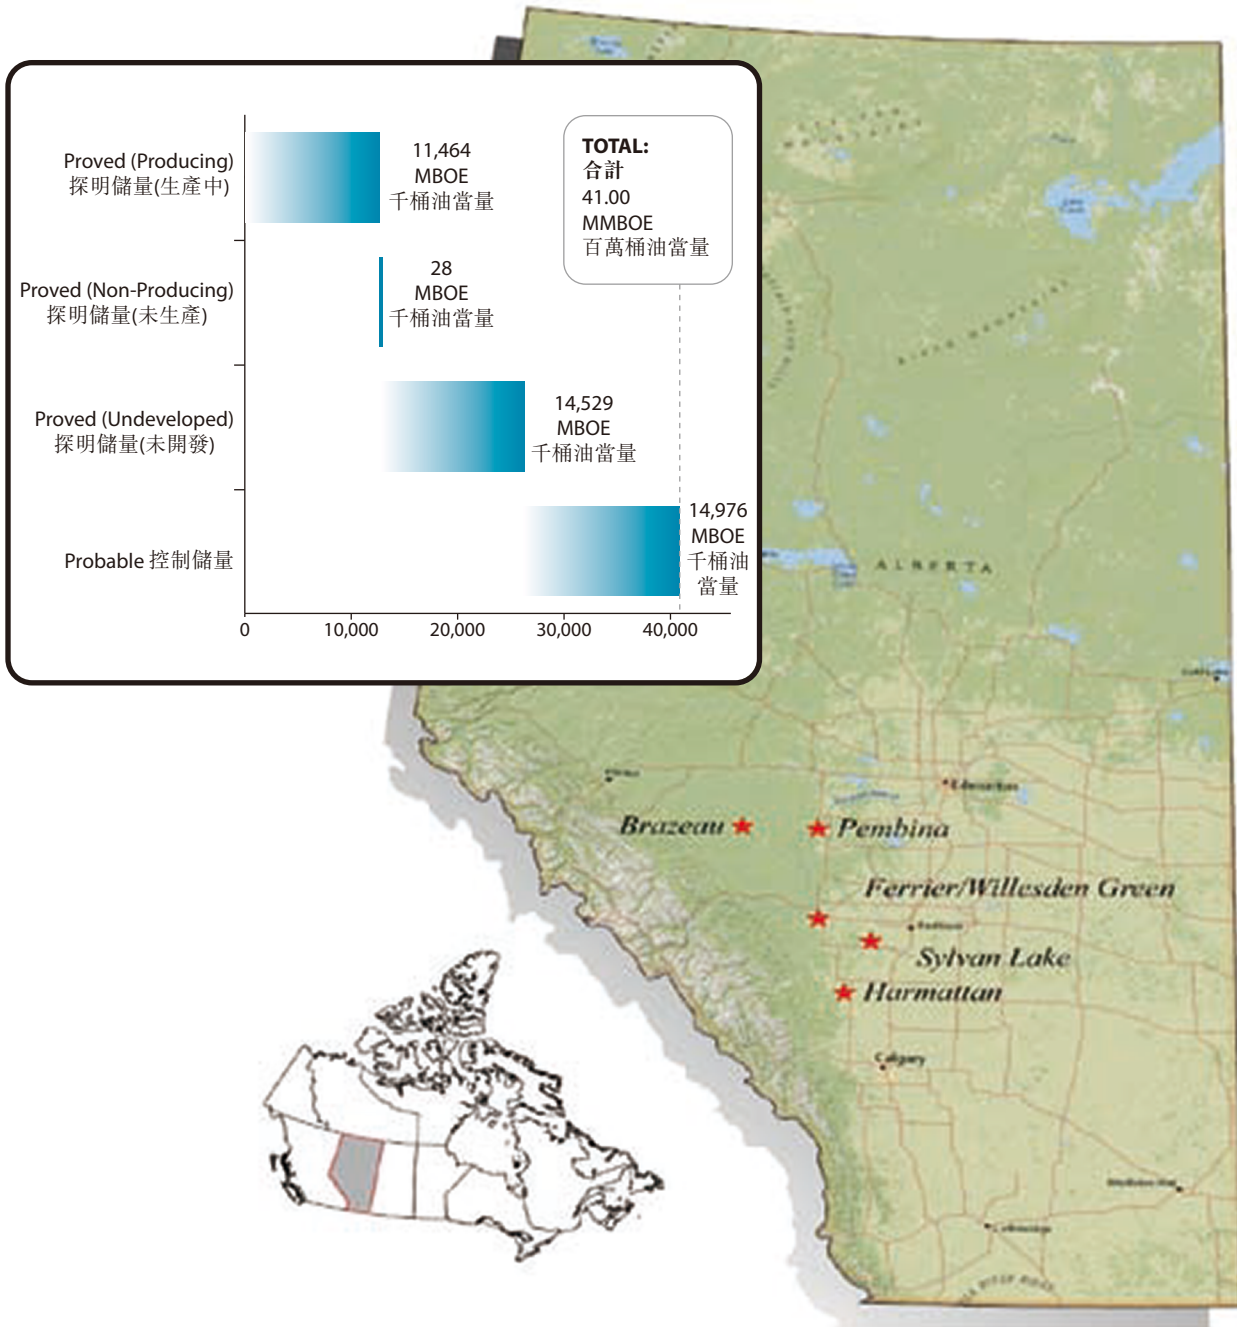 Proved (Producing)
探明儲量(生產中)
11,464
MBOE
千桶油當量
TOTAL:
合計
41.00
MMBOE
百萬桶油當量
Proved (Non-Producing)
探明儲量(未生產)
28
MBOE
千桶油當量
Proved (Undeveloped)
探明儲量(未開發)
14,529
MBOE
千桶油當量
Probable 控制儲量
14,976
MBOE
千桶油
當量
0
10,000
20,000
30,000
40,000
ALBERTA
Edmonton
Brazeau
Pembina
Ferrier/Willesden Green
Sylvan Lake
Harmattan
Calgary